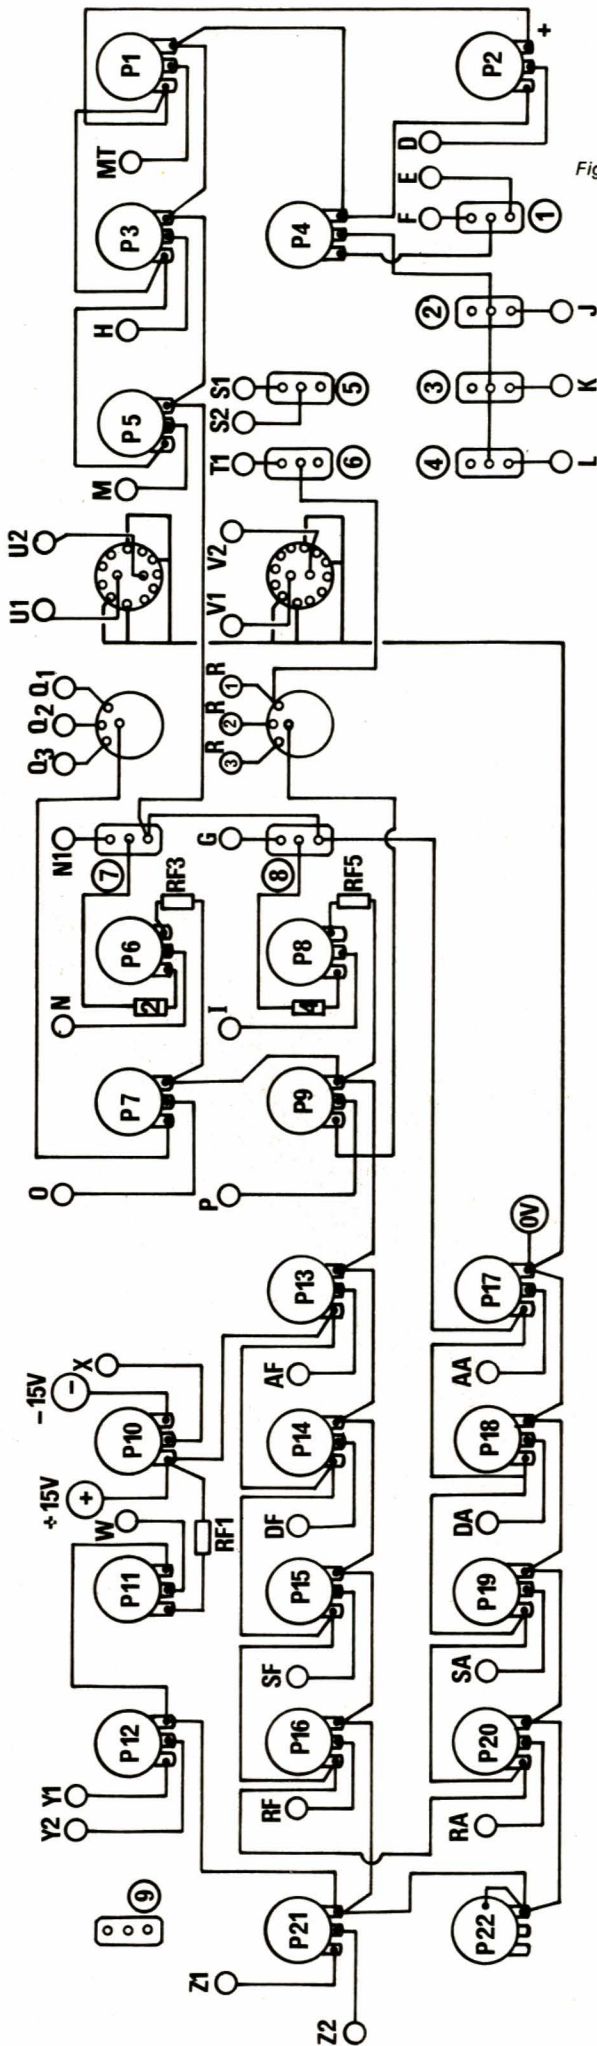 Fig
U1 U2
Q3 Q2 Q1
O N N1
M H MT
P7 P6 2 RF3 7 P5 P3 P1
÷15V + −15V − X
Y2 Y1 W
9 P12 P11 P10
RF1
P I G R R R V1 V2 T1 S2 S1
3 2 1
P9 P8 4 RF5 8 6 5 P4
Z1 Z2
RF SF DF AF
P21 P16 P15 P14 P13
RA SA DA AA
P22 P20 P19 P18 P17 0V
F E D
4 3 2 1 P2 +
L K J